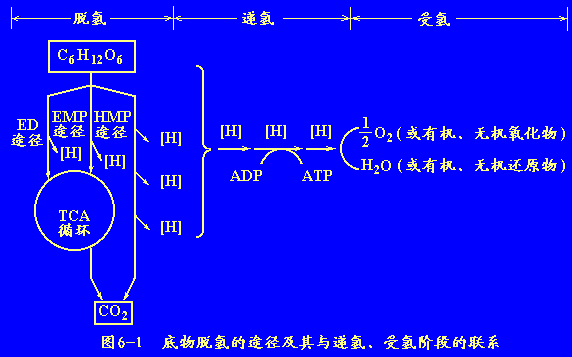 脱氢 递氢 受氢
C₆H₁₂O₆
ED
途径
EMP
途径
HMP
途径
[H]
[H]
[H]
[H]
[H]
TCA
循环
CO₂
[H] [H] [H]
ADP ATP
1/2 O₂(或有机、无机氧化物)
H₂O(或有机、无机还原物)
图6-1 底物脱氢的途径及其与递氢、受氢阶段的联系